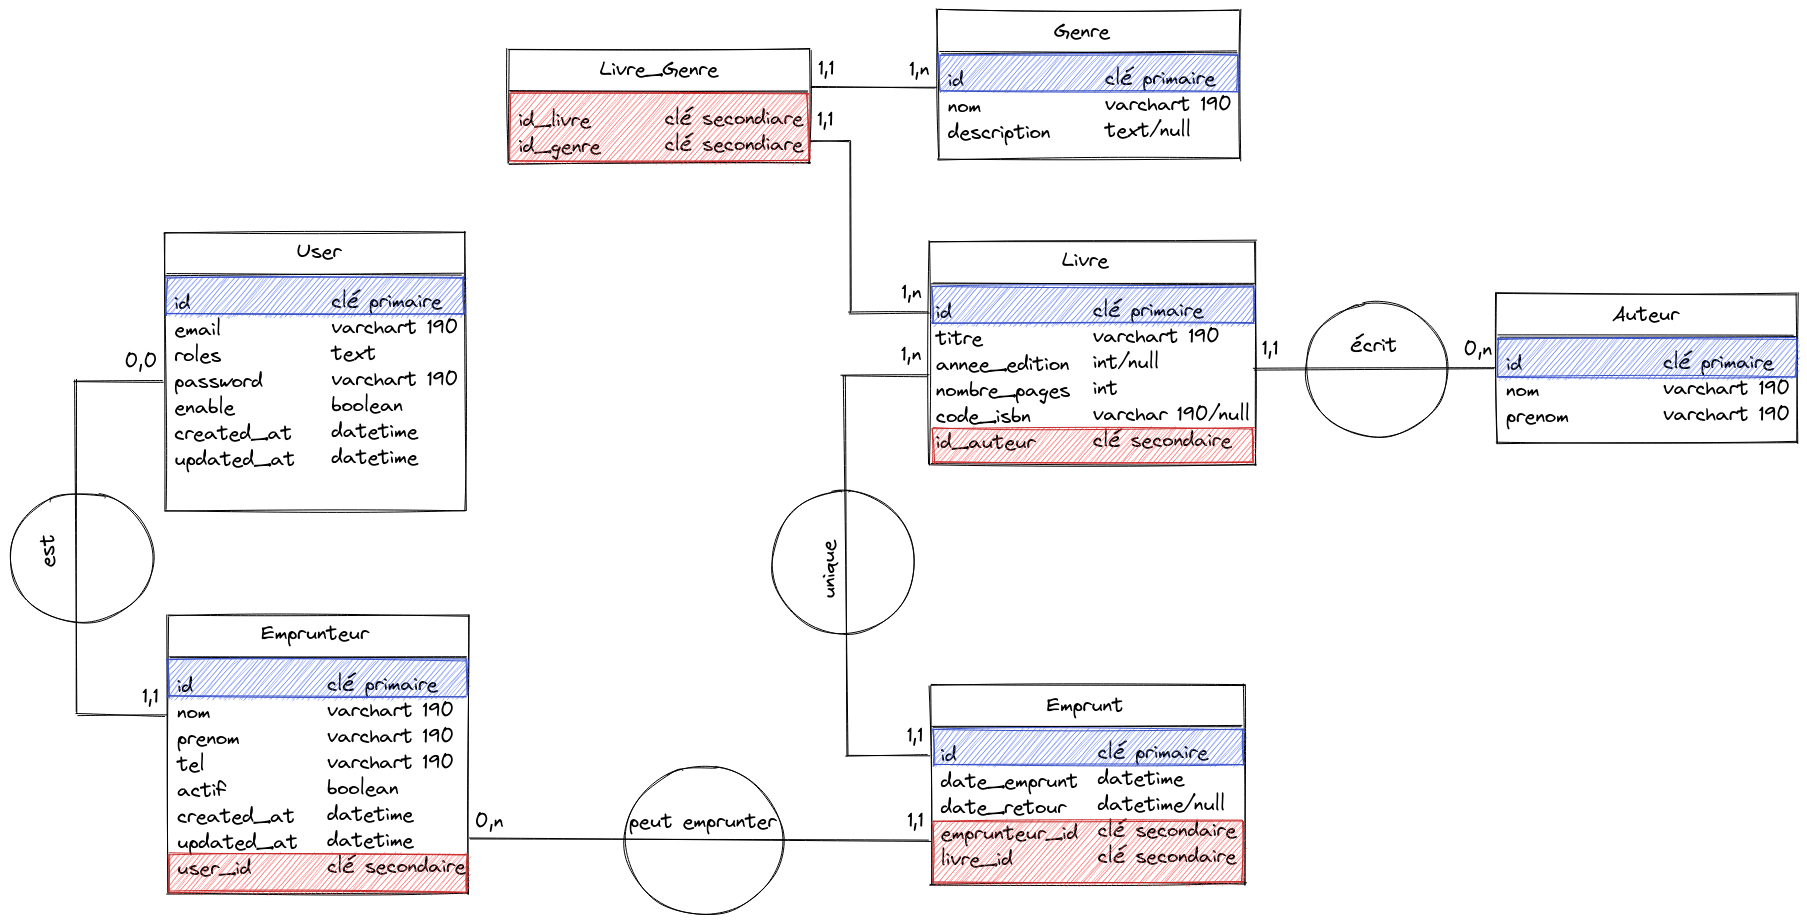 Genre
id clé primaire
nom varchart 190
description text/null
Livre_Genre
id_livre clé secondiare
id_genre clé secondiare
1,1
1,n
1,1
User
id clé primaire
email varchart 190
roles text
password varchart 190
enable boolean
created_at datetime
updated_at datetime
0,0
est
1,1
Livre
id clé primaire
titre varchart 190
annee_edition int/null
nombre_pages int
code_isbn varchar 190/null
id_auteur clé secondaire
1,n
1,n
1,1
écrit
0,n
Auteur
id clé primaire
nom varchart 190
prenom varchart 190
unique
Emprunteur
id clé primaire
nom varchart 190
prenom varchart 190
tel varchart 190
actif boolean
created_at datetime
updated_at datetime
user_id clé secondaire
0,n
peut emprunter
1,1
1,1
Emprunt
id clé primaire
date_emprunt datetime
date_retour datetime/null
emprunteur_id clé secondaire
livre_id clé secondaire